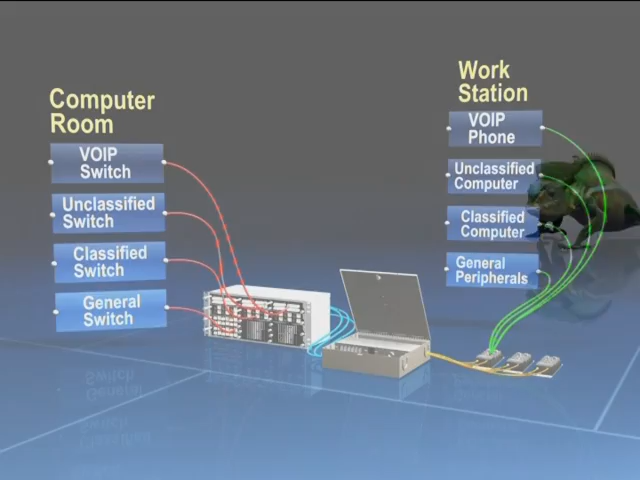 Computer
Room
VOIP
Switch
Unclassified
Switch
Classified
Switch
General
Switch
Work
Station
VOIP
Phone
Unclassified
Computer
Classified
Computer
General
Peripherals